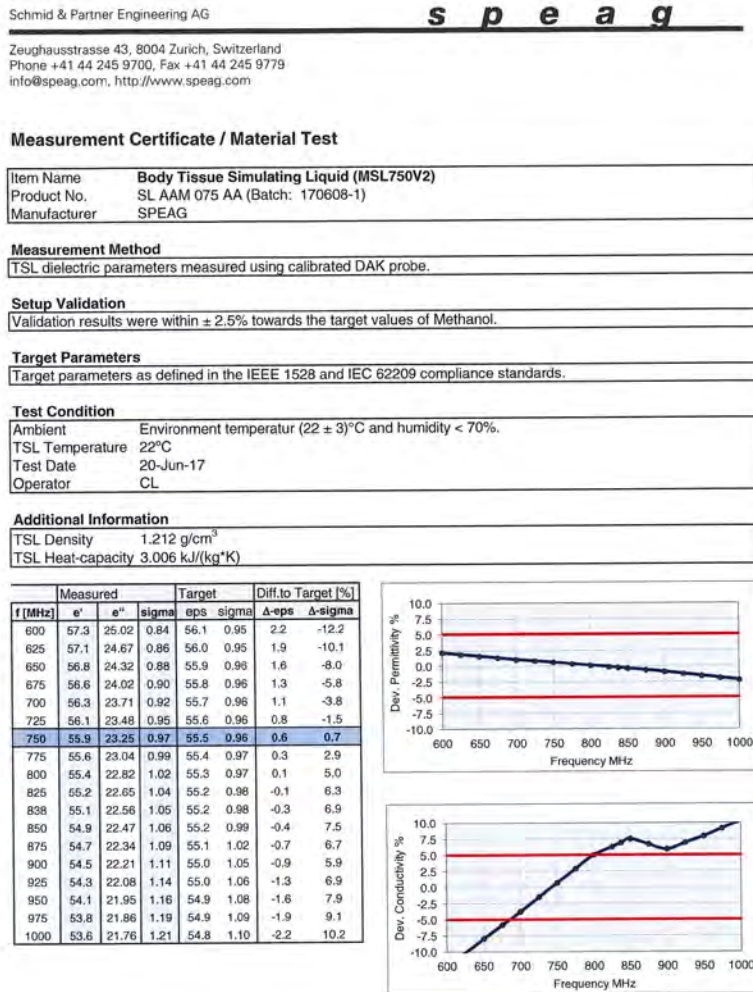 Schmid & Partner Engineering AG
s p e a g
Zeughausstrasse 43, 8004 Zurich, Switzerland
Phone +41 44 245 9700, Fax +41 44 245 9779
info@speag.com, http://www.speag.com
Measurement Certificate / Material Test
Item Name Body Tissue Simulating Liquid (MSL750V2)
Product No. SL AAM 075 AA (Batch: 170608-1)
Manufacturer SPEAG
Measurement Method
TSL dielectric parameters measured using calibrated DAK probe.
Setup Validation
Validation results were within ± 2.5% towards the target values of Methanol.
Target Parameters
Target parameters as defined in the IEEE 1528 and IEC 62209 compliance standards.
Test Condition
Ambient Environment temperatur (22 ± 3)°C and humidity < 70%.
TSL Temperature 22°C
Test Date 20-Jun-17
Operator CL
Additional Information
TSL Density 1.212 g/cm³
TSL Heat-capacity 3.006 kJ/(kg*K)
Measured Target Diff.to Target [%]
f [MHz] e' e" sigma eps sigma Δ-eps Δ-sigma
600 57.3 25.02 0.84 56.1 0.95 2.2 -12.2
625 57.1 24.67 0.86 56.0 0.95 1.9 -10.1
650 56.8 24.32 0.88 55.9 0.96 1.6 -8.0
675 56.6 24.02 0.90 55.8 0.96 1.3 -5.8
700 56.3 23.71 0.92 55.7 0.96 1.1 -3.8
725 56.1 23.48 0.95 55.6 0.96 0.8 -1.5
750 55.9 23.25 0.97 55.5 0.96 0.6 0.7
775 55.6 23.04 0.99 55.4 0.97 0.3 2.9
800 55.4 22.82 1.02 55.3 0.97 0.1 5.0
825 55.2 22.65 1.04 55.2 0.98 -0.1 6.3
838 55.1 22.56 1.05 55.2 0.98 -0.3 6.9
850 54.9 22.47 1.06 55.2 0.99 -0.4 7.5
875 54.7 22.34 1.09 55.1 1.02 -0.7 6.7
900 54.5 22.21 1.11 55.0 1.05 -0.9 5.9
925 54.3 22.08 1.14 55.0 1.06 -1.3 6.9
950 54.1 21.95 1.16 54.9 1.08 -1.6 7.9
975 53.8 21.86 1.19 54.9 1.09 -1.9 9.1
1000 53.6 21.76 1.21 54.8 1.10 -2.2 10.2
Dev. Permittivity %
10.0
7.5
5.0
2.5
0.0
-2.5
-5.0
-7.5
-10.0
600 650 700 750 800 850 900 950 1000
Frequency MHz
Dev. Conductivity %
10.0
7.5
5.0
2.5
0.0
-2.5
-5.0
-7.5
-10.0
600 650 700 750 800 850 900 950 1000
Frequency MHz